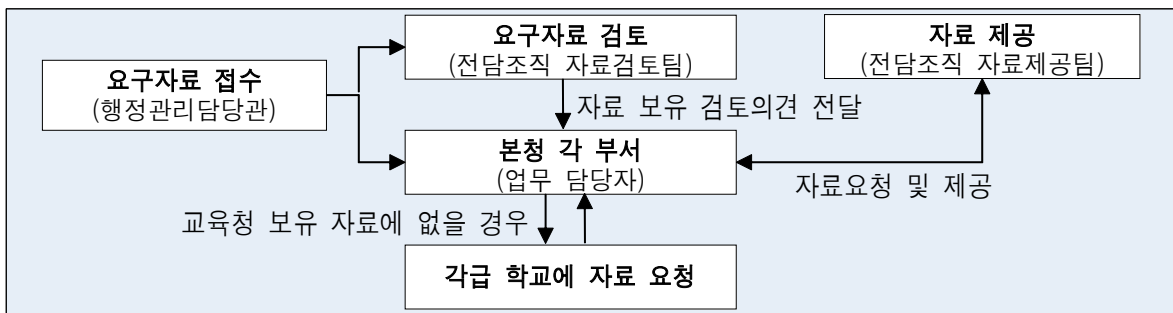 요구자료 접수
(행정관리담당관)
요구자료 검토
(전담조직 자료검토팀)
자료 제공
(전담조직 자료제공팀)
자료 보유 검토의견 전달
본청 각 부서
(업무 담당자)
자료요청 및 제공
교육청 보유 자료에 없을 경우
각급 학교에 자료 요청